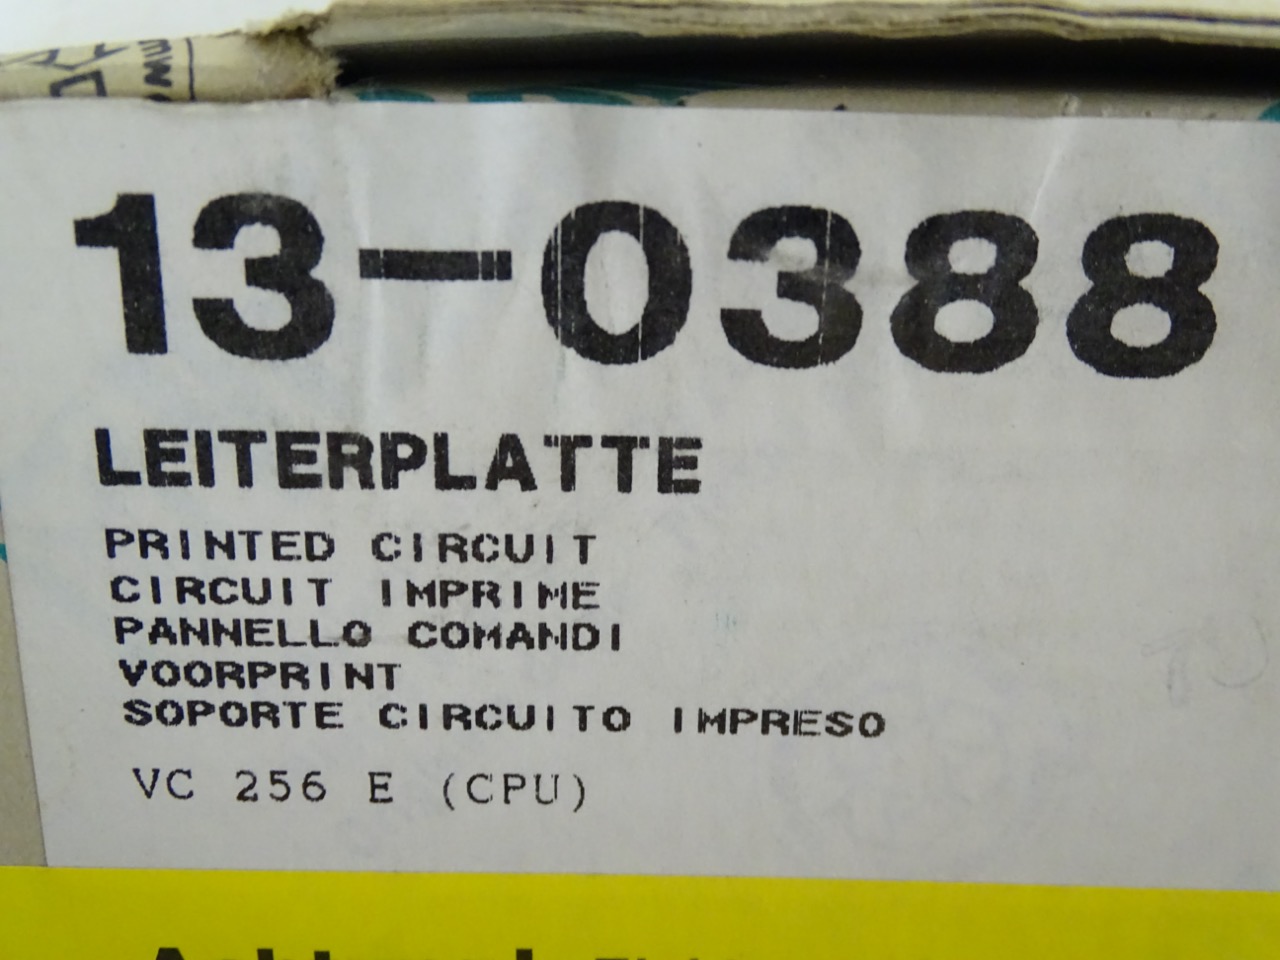 13-0388
LEITERPLATTE
PRINTED CIRCUIT
CIRCUIT IMPRIME
PANNELLO COMANDI
VOORPRINT
SOPORTE CIRCUITO IMPRESO
VC 256 E (CPU)